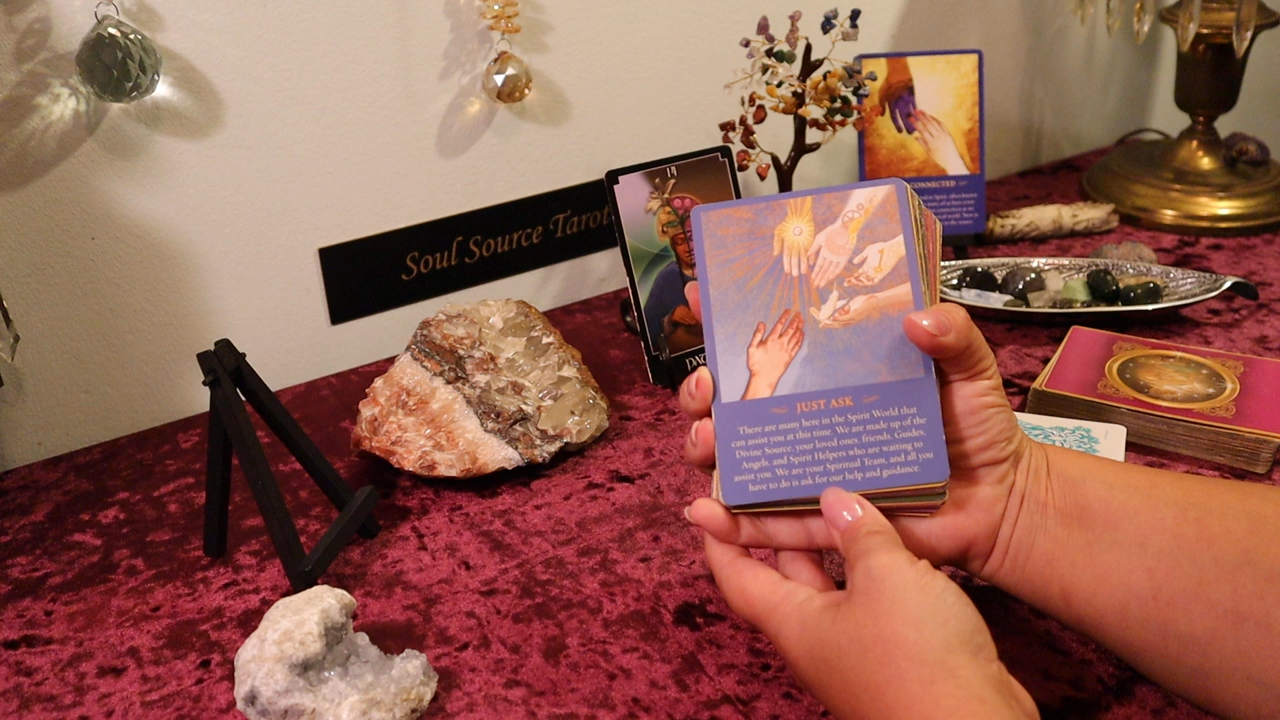 Soul Source Tarot
JUST ASK
There are many here in the Spirit World that
can assist you at this time. We are made up of the
Divine Source, your loved ones, friends, Guides,
Angels, and Spirit Helpers who are waiting to
assist you. We are your Spiritual Team, and all you
have to do is ask for our help and guidance.
CONNECTED